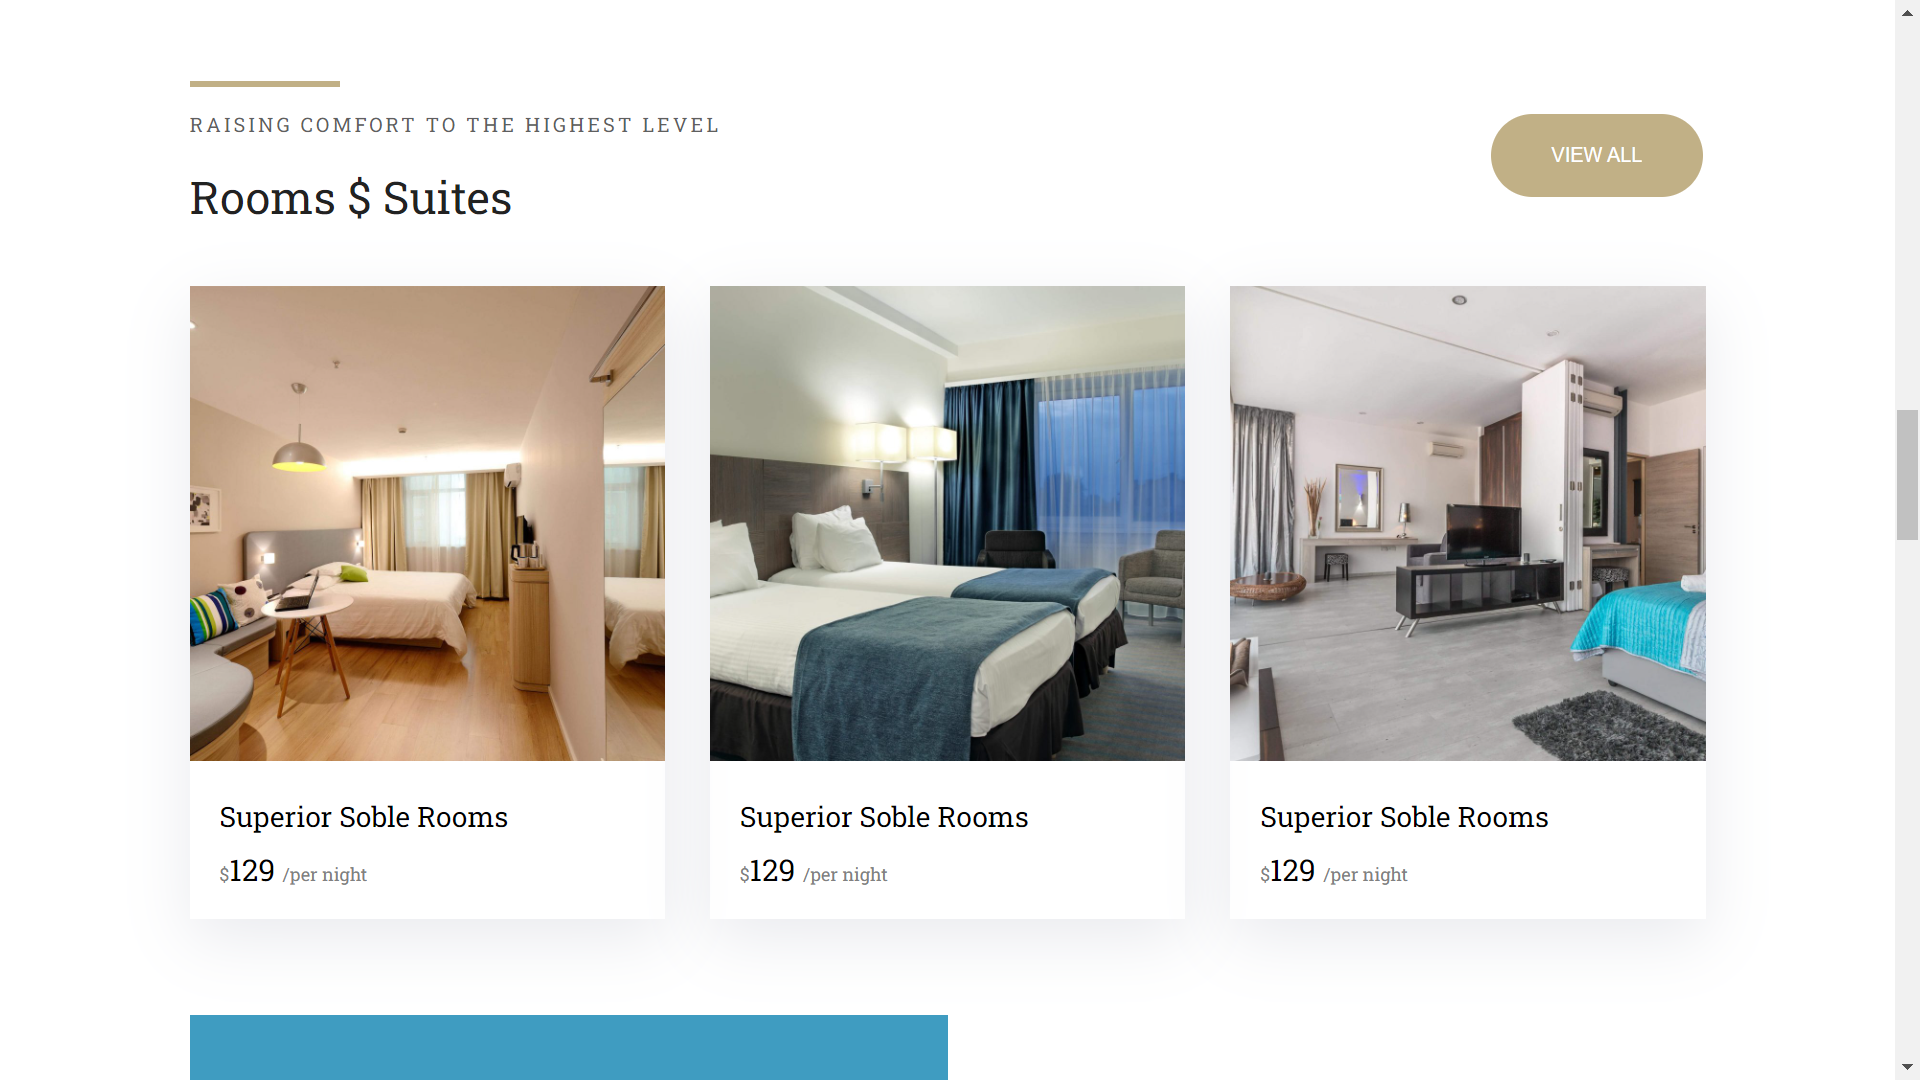 RAISING COMFORT TO THE HIGHEST LEVEL
Rooms $ Suites
VIEW ALL
Superior Soble Rooms
$129 /per night
Superior Soble Rooms
$129 /per night
Superior Soble Rooms
$129 /per night